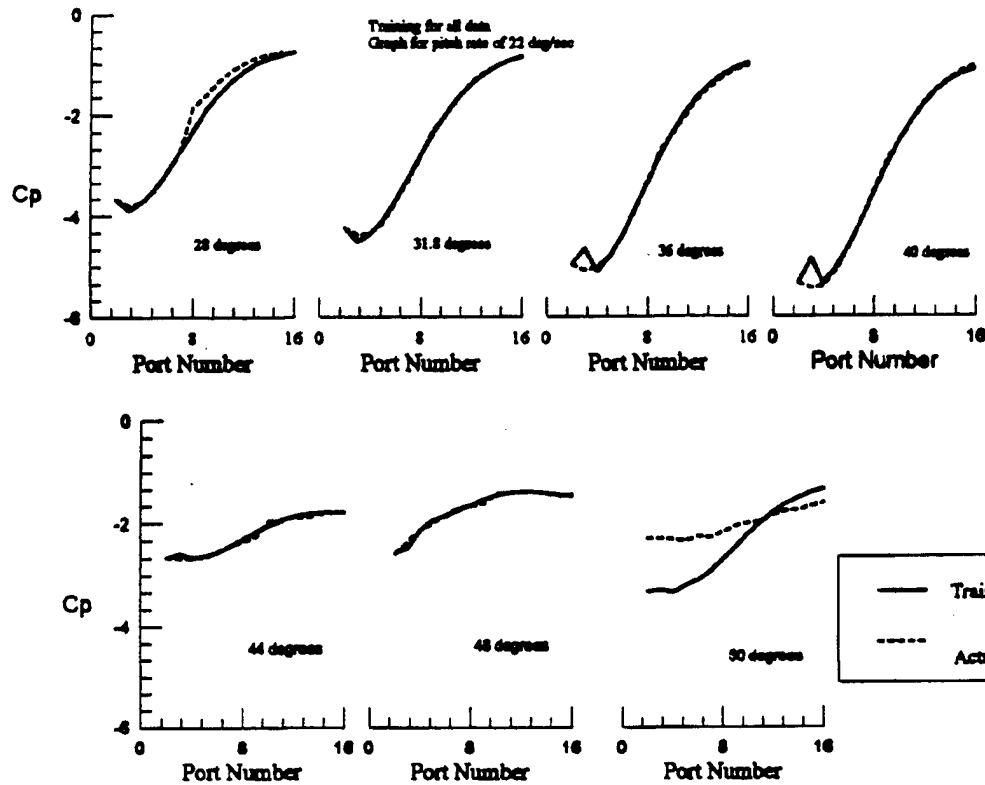 0
-2
-4
-6
Cp
Training for all data
Graph for pitch rate of 22 deg/sec
28 degrees
31.8 degrees
36 degrees
40 degrees
0 8 16 0 8 16 0 8 16 0 8 16
Port Number Port Number Port Number Port Number
0
-2
-4
-6
Cp
44 degrees
48 degrees
50 degrees
Trai
Actu
0 8 16 0 8 16 0 8 16
Port Number Port Number Port Number